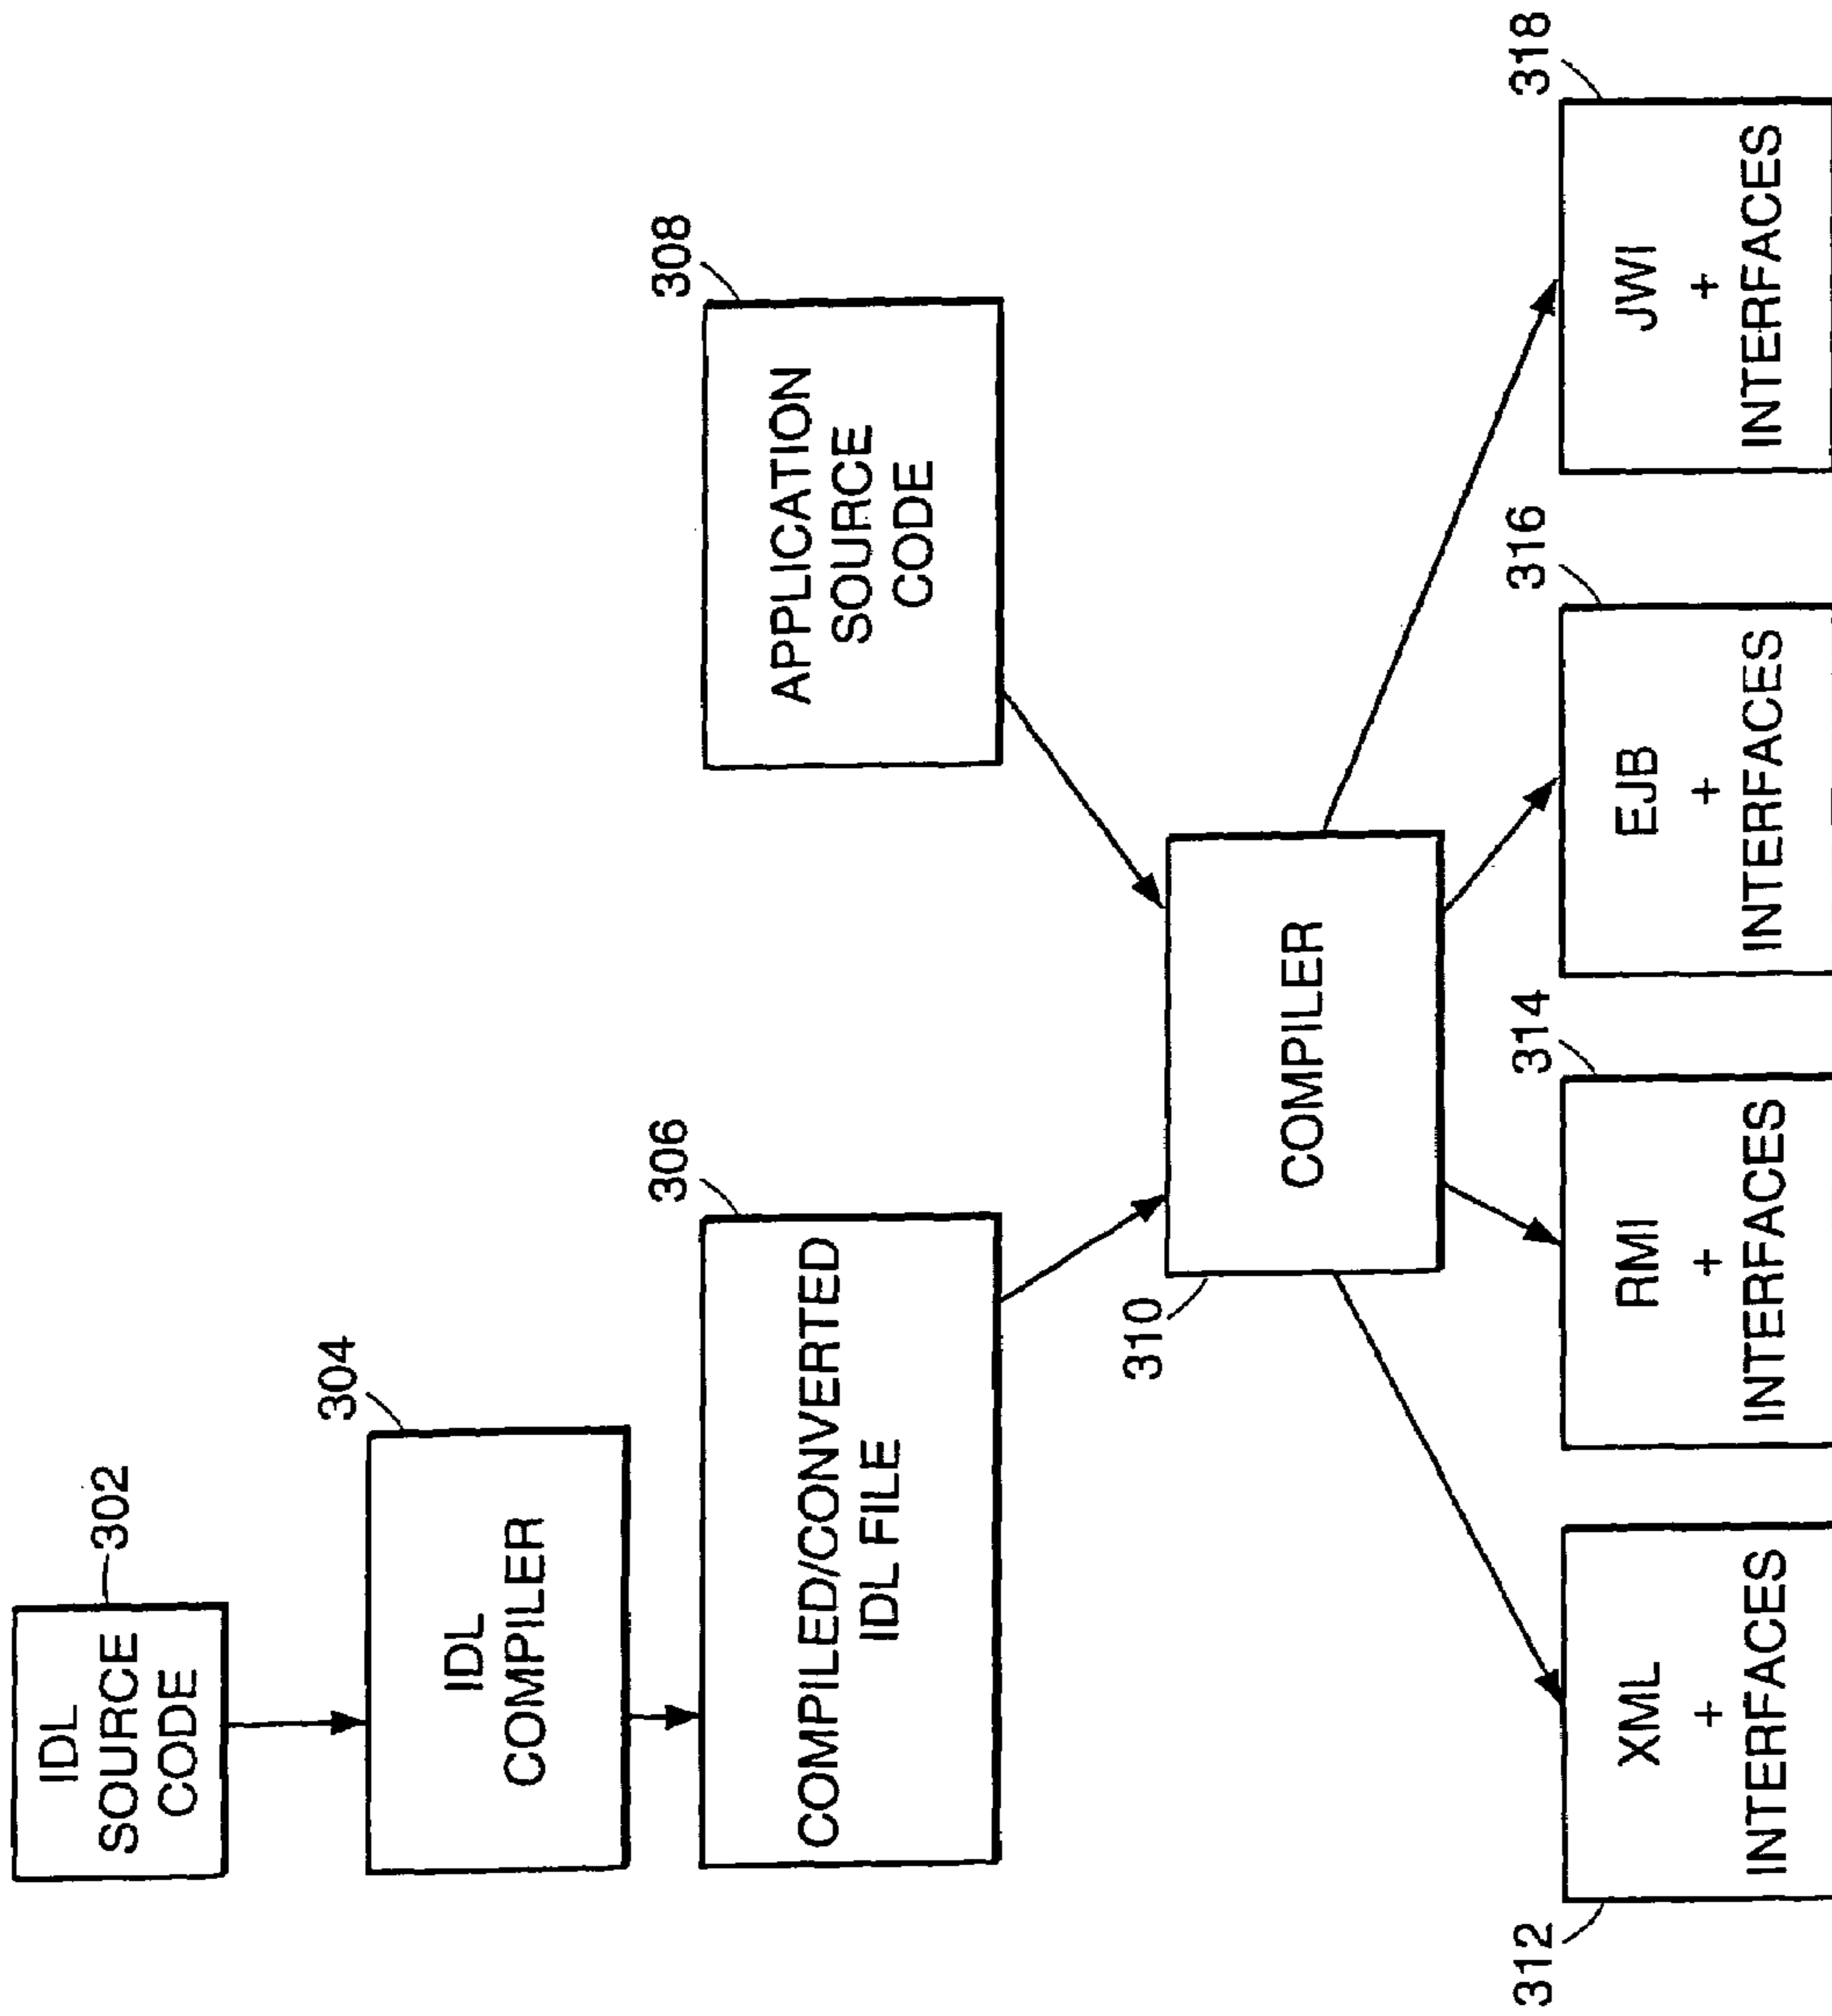 IDL
SOURCE
CODE
302
IDL
COMPILER
304
COMPILED/CONVERTED
IDL FILE
306
APPLICATION
SOURCE
CODE
308
COMPILER
310
XML
+
INTERFACES
312
RMI
+
INTERFACES
314
EJB
+
INTERFACES
316
JWI
+
INTERFACES
318